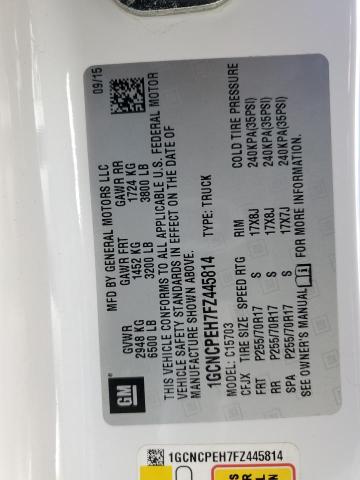 GM
MFD BY GENERAL MOTORS LLC 09/15
GVWR GAWR FRT GAWR RR
2948 KG 1452 KG 1724 KG
6500 LB 3200 LB 3800 LB
THIS VEHICLE CONFORMS TO ALL APPLICABLE U.S. FEDERAL MOTOR
VEHICLE SAFETY STANDARDS IN EFFECT ON THE DATE OF
MANUFACTURE SHOWN ABOVE.
1GCNCPEH7FZ445814 TYPE: TRUCK
MODEL: C15703
CFJX TIRE SIZE SPEED RTG RIM COLD TIRE PRESSURE
FRT P255/70R17 S 17X8J 240KPA(35PSI)
RR P255/70R17 S 17X8J 240KPA(35PSI)
SPA P255/70R17 S 17X7J 240KPA(35PSI)
SEE OWNER'S MANUAL FOR MORE INFORMATION.
1GCNCPEH7FZ445814